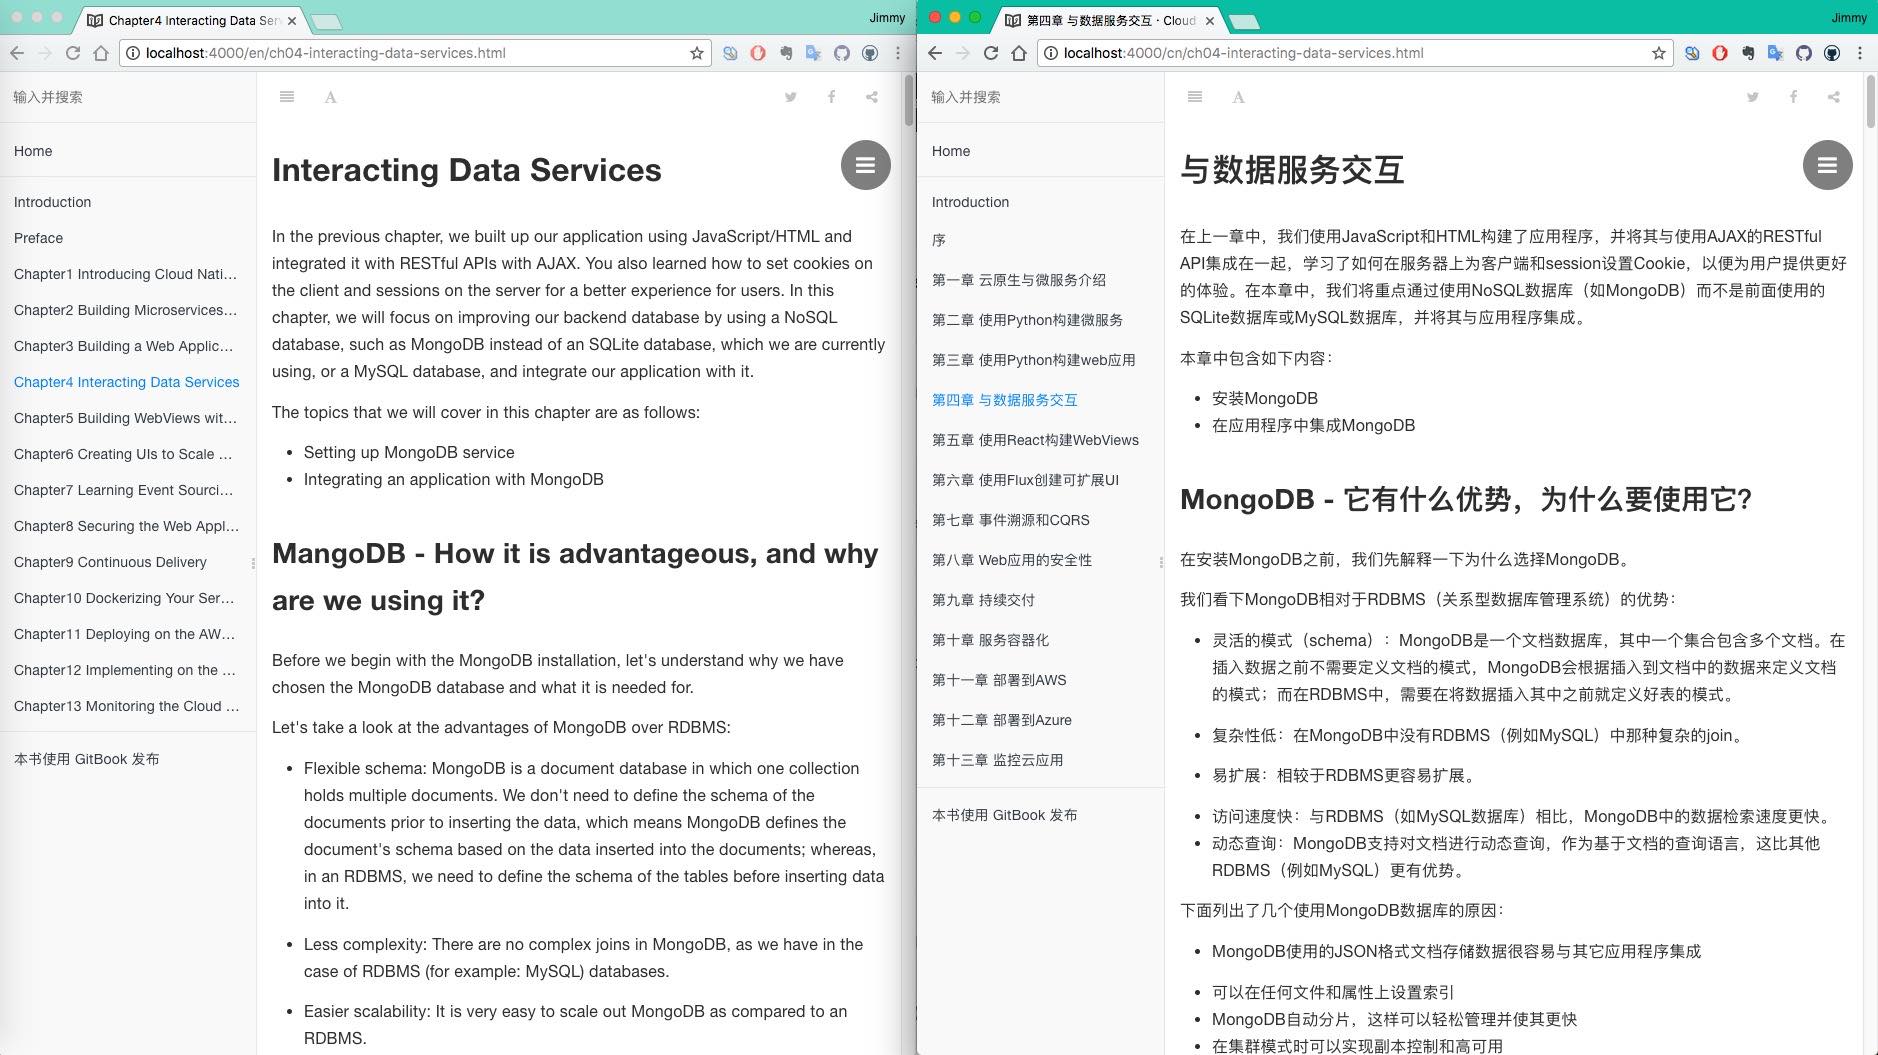 Chapter4 Interacting Data Ser
Jimmy
localhost:4000/en/ch04-interacting-data-services.html
输入并搜索
A
Home
Introduction
Preface
Chapter1 Introducing Cloud Nati...
Chapter2 Building Microservices...
Chapter3 Building a Web Applic...
Chapter4 Interacting Data Services
Chapter5 Building WebViews wit...
Chapter6 Creating UIs to Scale ...
Chapter7 Learning Event Sourci...
Chapter8 Securing the Web Appl...
Chapter9 Continuous Delivery
Chapter10 Dockerizing Your Ser...
Chapter11 Deploying on the AW...
Chapter12 Implementing on the ...
Chapter13 Monitoring the Cloud ...
本书使用 GitBook 发布
Interacting Data Services
In the previous chapter, we built up our application using JavaScript/HTML and
integrated it with RESTful APIs with AJAX. You also learned how to set cookies on
the client and sessions on the server for a better experience for users. In this
chapter, we will focus on improving our backend database by using a NoSQL
database, such as MongoDB instead of an SQLite database, which we are currently
using, or a MySQL database, and integrate our application with it.
The topics that we will cover in this chapter are as follows:
• Setting up MongoDB service
• Integrating an application with MongoDB
MangoDB - How it is advantageous, and why
are we using it?
Before we begin with the MongoDB installation, let's understand why we have
chosen the MongoDB database and what it is needed for.
Let's take a look at the advantages of MongoDB over RDBMS:
• Flexible schema: MongoDB is a document database in which one collection
holds multiple documents. We don't need to define the schema of the
documents prior to inserting the data, which means MongoDB defines the
document's schema based on the data inserted into the documents; whereas,
in an RDBMS, we need to define the schema of the tables before inserting data
into it.
• Less complexity: There are no complex joins in MongoDB, as we have in the
case of RDBMS (for example: MySQL) databases.
• Easier scalability: It is very easy to scale out MongoDB as compared to an
RDBMS.
第四章 与数据服务交互 · Cloud
Jimmy
localhost:4000/cn/ch04-interacting-data-services.html
输入并搜索
A
Home
Introduction
序
第一章 云原生与微服务介绍
第二章 使用Python构建微服务
第三章 使用Python构建web应用
第四章 与数据服务交互
第五章 使用React构建WebViews
第六章 使用Flux创建可扩展UI
第七章 事件溯源和CQRS
第八章 Web应用的安全性
第九章 持续交付
第十章 服务容器化
第十一章 部署到AWS
第十二章 部署到Azure
第十三章 监控云应用
本书使用 GitBook 发布
与数据服务交互
在上一章中，我们使用JavaScript和HTML构建了应用程序，并将其与使用AJAX的RESTful
API集成在一起，学习了如何在服务器上为客户端和session设置Cookie，以便为用户提供更好
的体验。在本章中，我们将重点通过使用NoSQL数据库（如MongoDB）而不是前面使用的
SQLite数据库或MySQL数据库，并将其与应用程序集成。
本章中包含如下内容：
• 安装MongoDB
• 在应用程序中集成MongoDB
MongoDB - 它有什么优势，为什么要使用它?
在安装MongoDB之前，我们先解释一下为什么选择MongoDB。
我们看下MongoDB相对于RDBMS（关系型数据库管理系统）的优势：
• 灵活的模式（schema）：MongoDB是一个文档数据库，其中一个集合包含多个文档。在
插入数据之前不需要定义文档的模式，MongoDB会根据插入到文档中的数据来定义文档
的模式；而在RDBMS中，需要在将数据插入其中之前就定义好表的模式。
• 复杂性低：在MongoDB中没有RDBMS（例如MySQL）中那种复杂的join。
• 易扩展：相较于RDBMS更容易扩展。
• 访问速度快：与RDBMS（如MySQL数据库）相比，MongoDB中的数据检索速度更快。
• 动态查询：MongoDB支持对文档进行动态查询，作为基于文档的查询语言，这比其他
RDBMS（例如MySQL）更有优势。
下面列出了几个使用MongoDB数据库的原因：
• MongoDB使用的JSON格式文档存储数据很容易与其它应用程序集成
• 可以在任何文件和属性上设置索引
• MongoDB自动分片，这样可以轻松管理并使其更快
• 在集群模式时可以实现副本控制和高可用